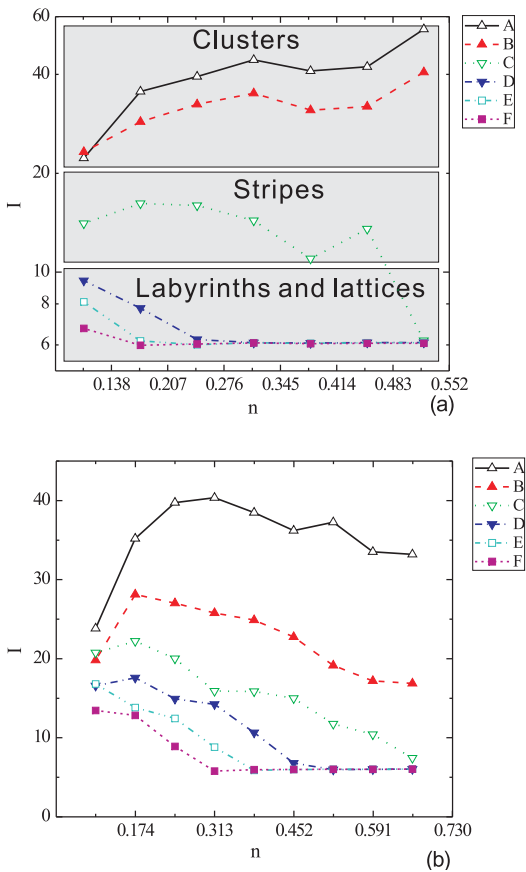 60
40
20
10
8
6
I
Clusters
Stripes
Labyrinths and lattices
A
B
C
D
E
F
0.138 0.207 0.276 0.345 0.414 0.483 0.552
n
(a)
40
30
20
10
0
I
A
B
C
D
E
F
0.174 0.313 0.452 0.591 0.730
n
(b)